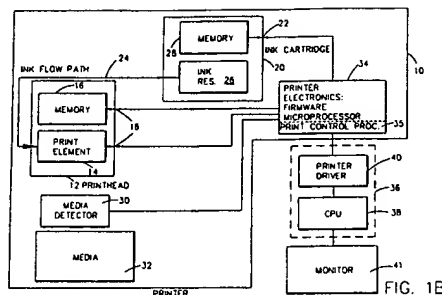 22
MEMORY
25
INK CARTRIDGE
24
20
34
10
INK FLOW PATH
INK
RES. 26
16
MEMORY
18
PRINTER
ELECTRONICS:
FIRMWARE
MICROPROCESSOR
PRINT CONTROL PROC.
35
PRINT
ELEMENT
14
12 PRINTHEAD
30
MEDIA
DETECTOR
40
PRINTER
DRIVER
36
CPU
38
MEDIA
32
MONITOR
41
PRINTER
FIG. 1B